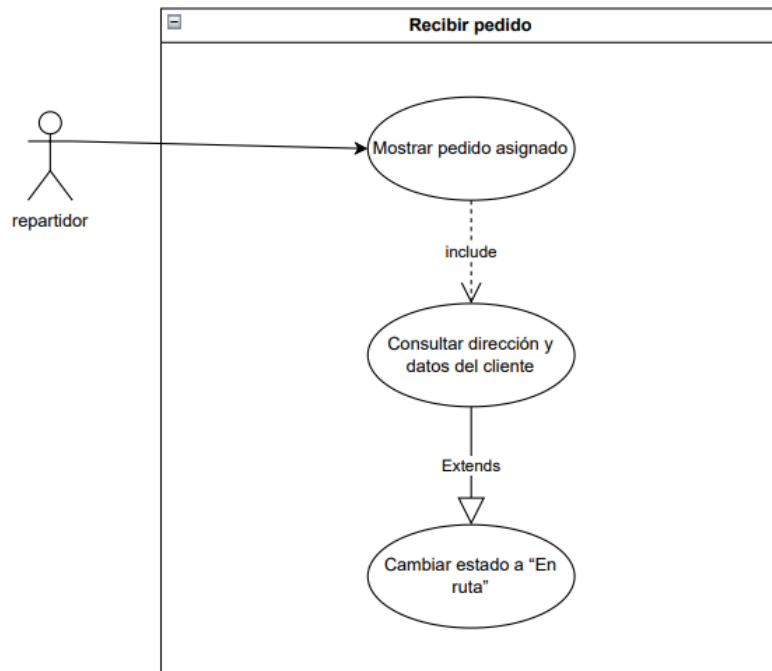 Recibir pedido
Mostrar pedido asignado
repartidor
include
Consultar dirección y
datos del cliente
Extends
Cambiar estado a “En
ruta”